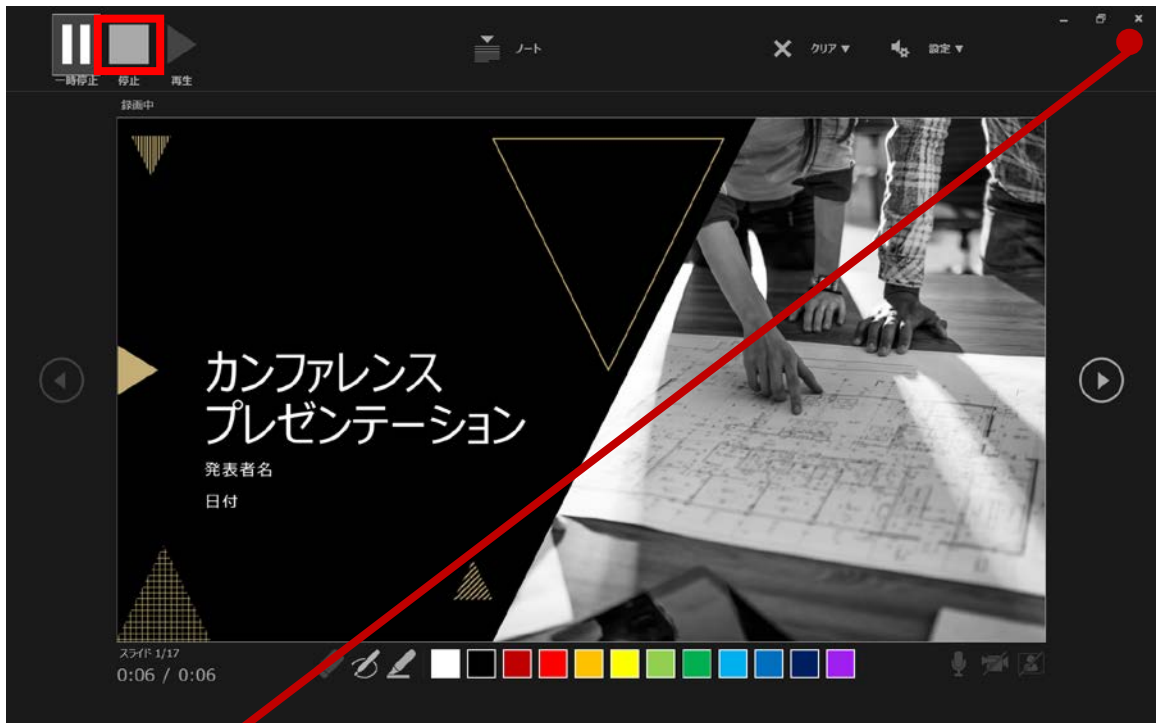 ノート
クリア ▼
設定 ▼
一時停止
停止
再生
録画中
カンファレンス
プレゼンテーション
発表者名
日付
スライド 1/17
0:06 / 0:06